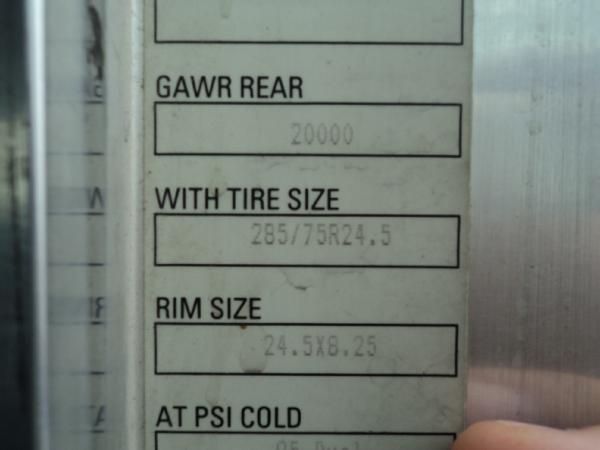 GAWR REAR
20000
WITH TIRE SIZE
285/75R24.5
RIM SIZE
24.5X8.25
AT PSI COLD